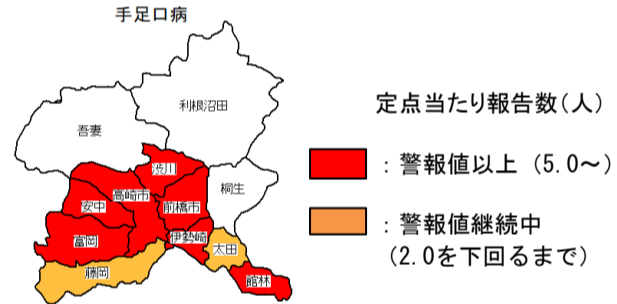 手足口病
利根沼田
吾妻
渋川
桐生
高崎市
安中
前橋市
伊勢崎
富岡
太田
藤岡
館林
定点当たり報告数(人)
：警報値以上 (5.0～)
：警報値継続中
(2.0を下回るまで)